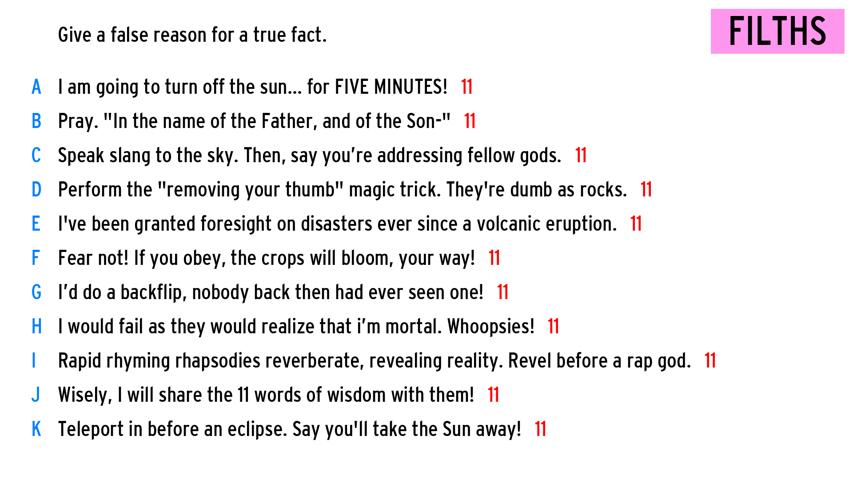 FILTHS
Give a false reason for a true fact.
A I am going to turn off the sun... for FIVE MINUTES! 11
B Pray. "In the name of the Father, and of the Son-" 11
C Speak slang to the sky. Then, say you're addressing fellow gods. 11
D Perform the "removing your thumb" magic trick. They're dumb as rocks. 11
E I've been granted foresight on disasters ever since a volcanic eruption. 11
F Fear not! If you obey, the crops will bloom, your way! 11
G I'd do a backflip, nobody back then had ever seen one! 11
H I would fail as they would realize that i'm mortal. Whoopsies! 11
I Rapid rhyming rhapsodies reverberate, revealing reality. Revel before a rap god. 11
J Wisely, I will share the 11 words of wisdom with them! 11
K Teleport in before an eclipse. Say you'll take the Sun away! 11